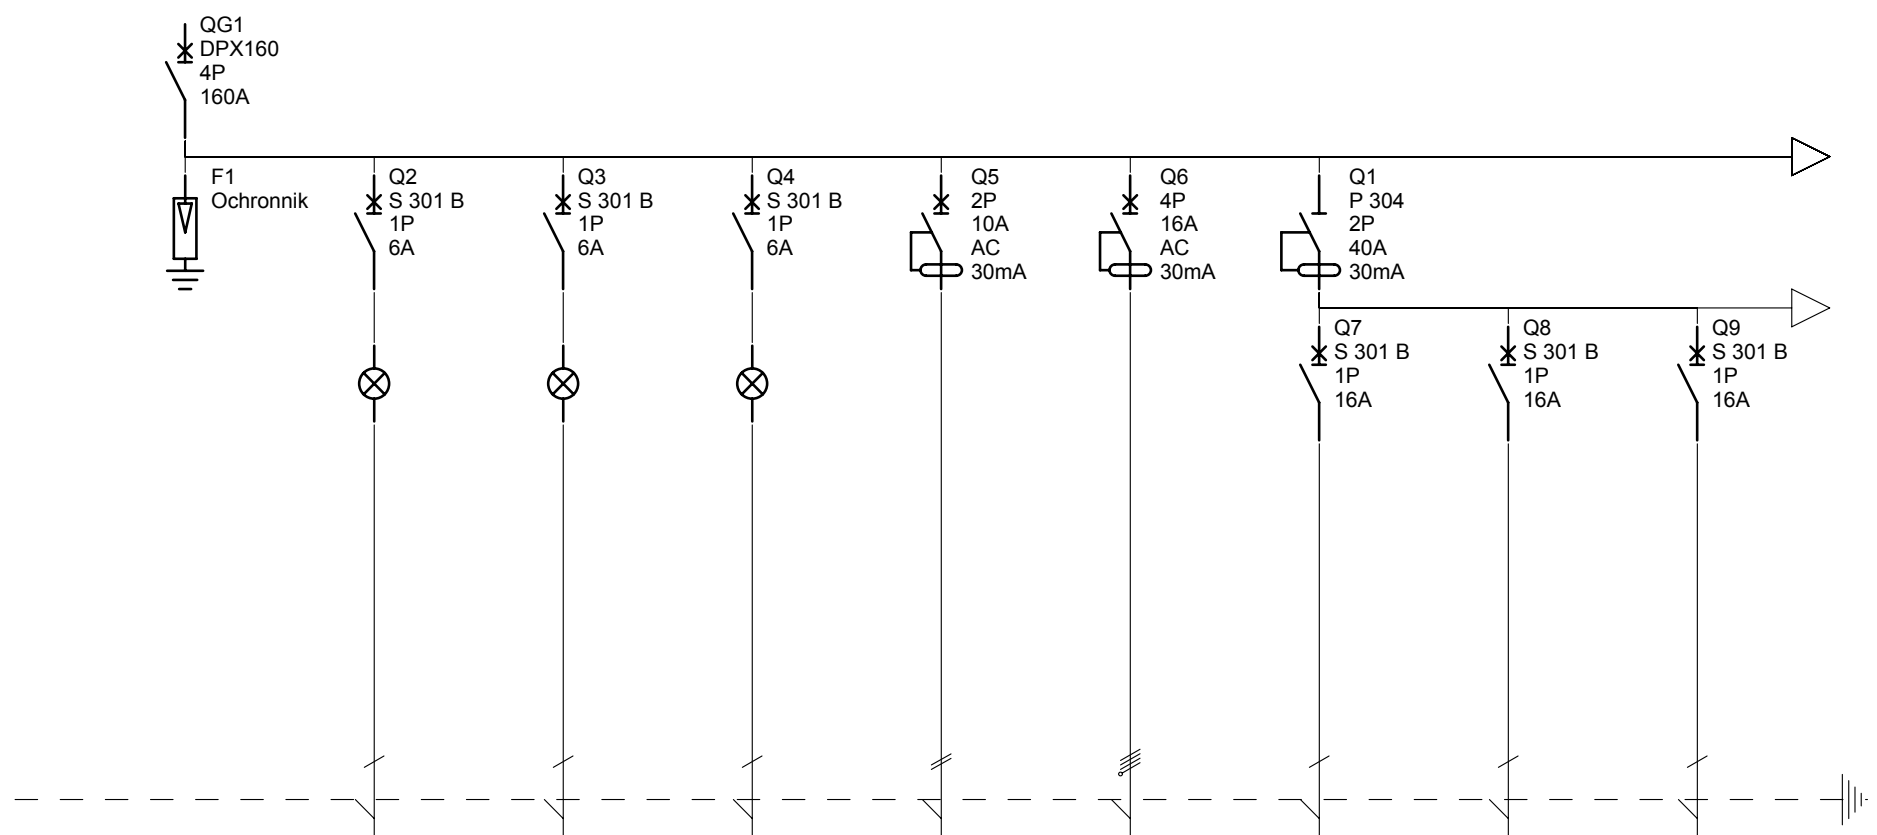 QG1
DPX160
4P
160A
F1
Ochronnik
Q2
S 301 B
1P
6A
Q3
S 301 B
1P
6A
Q4
S 301 B
1P
6A
Q5
2P
10A
AC
30mA
Q6
4P
16A
AC
30mA
Q1
P 304
2P
40A
30mA
Q7
S 301 B
1P
16A
Q8
S 301 B
1P
16A
Q9
S 301 B
1P
16A